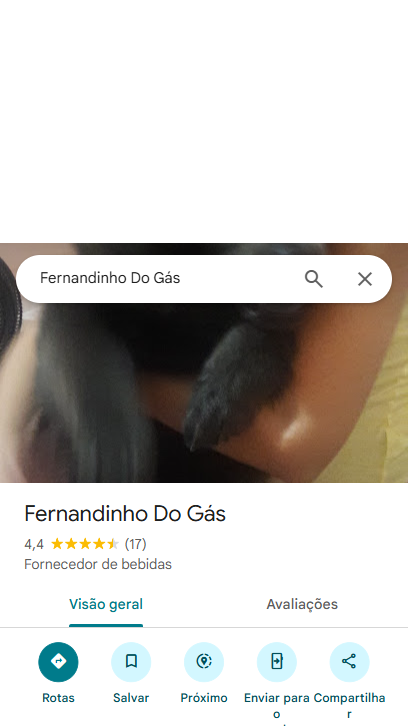 Fernandinho Do Gás
Fernandinho Do Gás
4,4 (17)
Fornecedor de bebidas
Visão geral Avaliações
Rotas Salvar Próximo Enviar para o Compartilhar